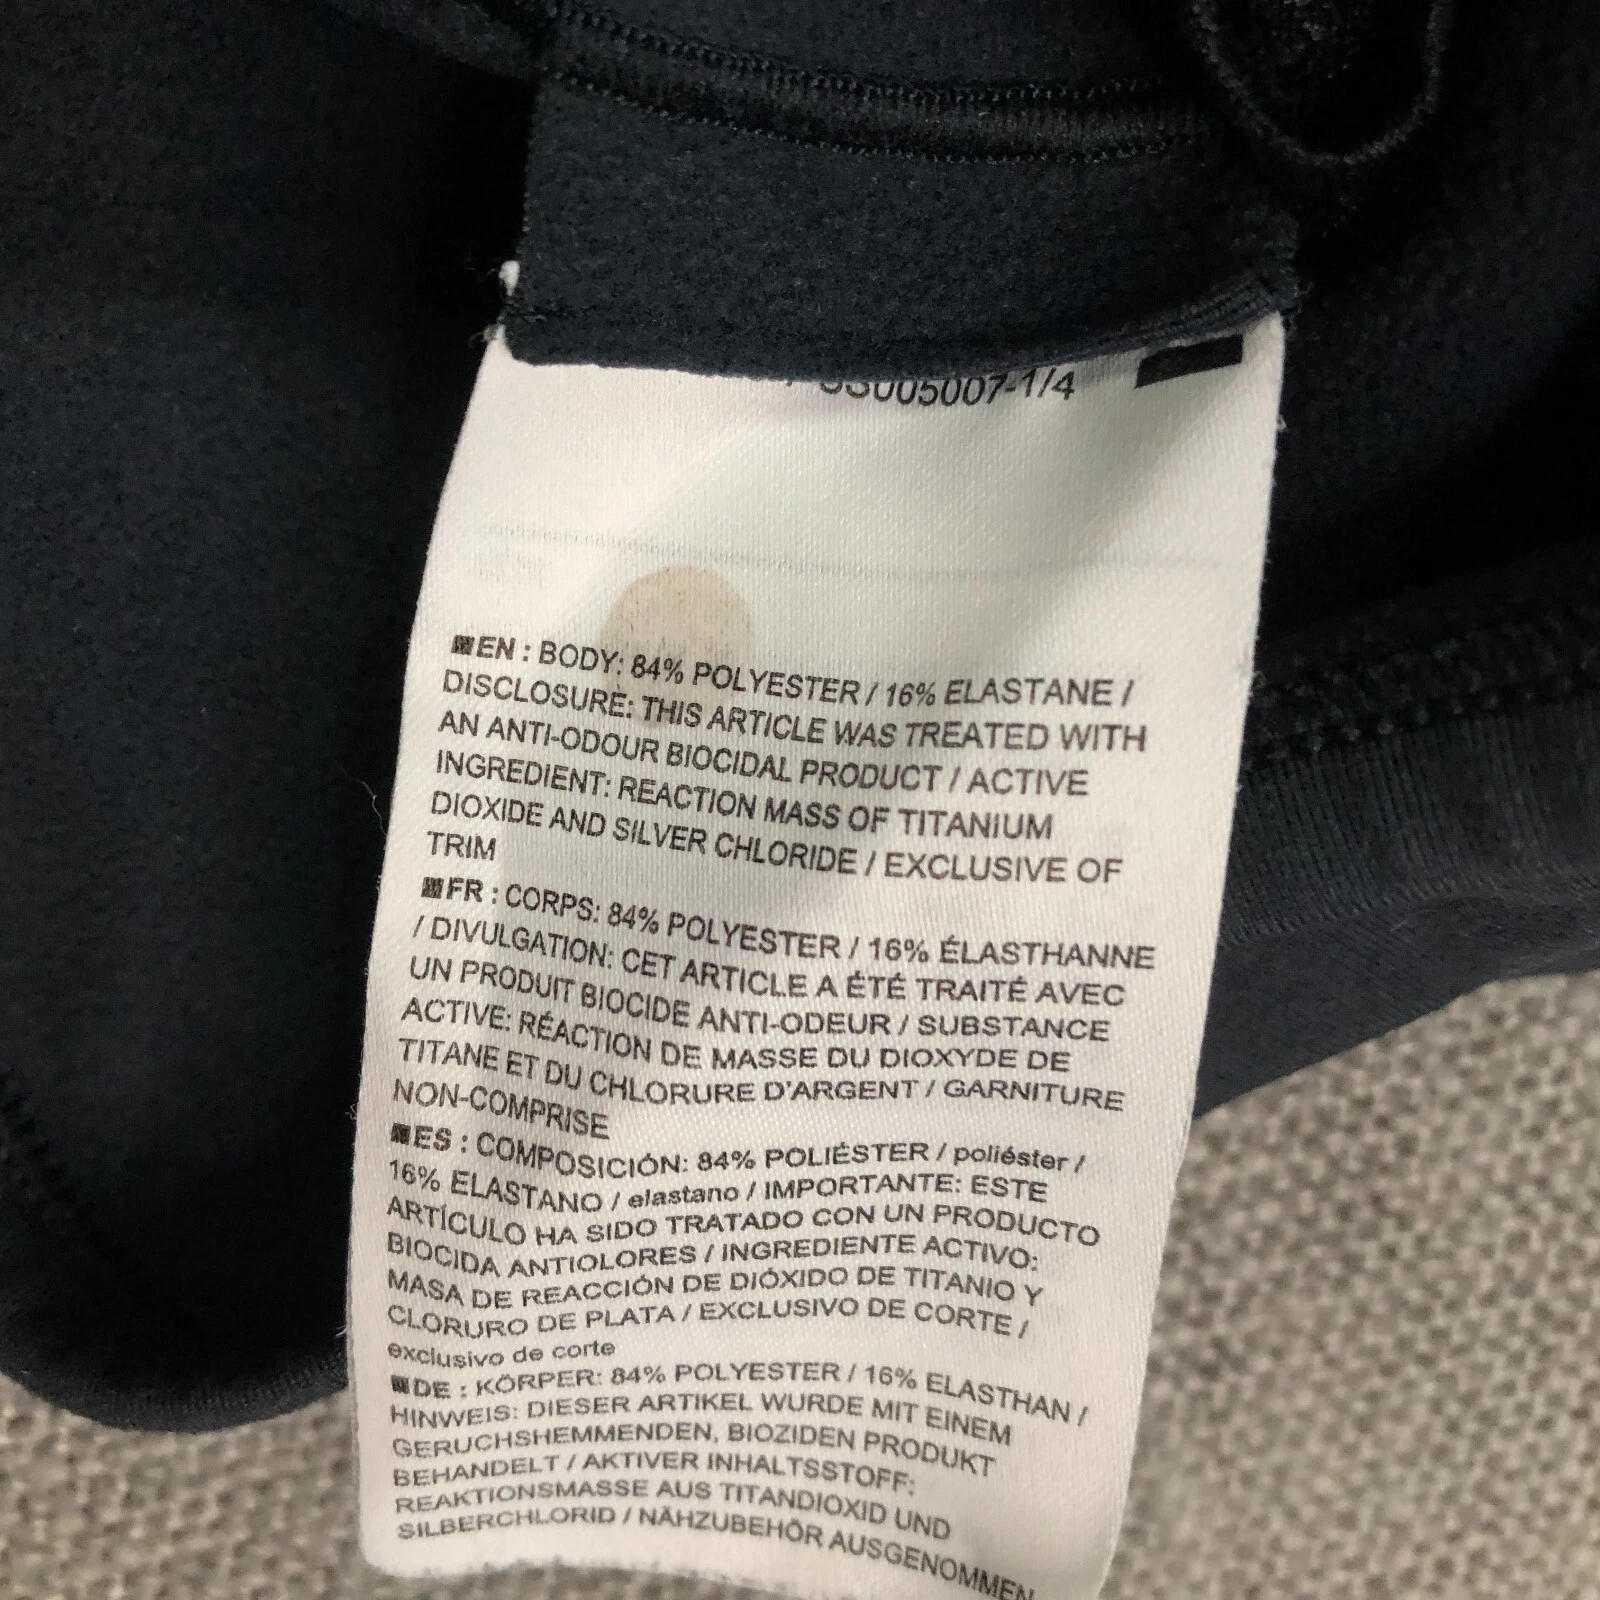 005007-1/4
EN : BODY: 84% POLYESTER / 16% ELASTANE /
DISCLOSURE: THIS ARTICLE WAS TREATED WITH
AN ANTI-ODOUR BIOCIDAL PRODUCT / ACTIVE
INGREDIENT: REACTION MASS OF TITANIUM
DIOXIDE AND SILVER CHLORIDE / EXCLUSIVE OF
TRIM
FR : CORPS: 84% POLYESTER / 16% ÉLASTHANNE
/ DIVULGATION: CET ARTICLE A ÉTÉ TRAITÉ AVEC
UN PRODUIT BIOCIDE ANTI-ODEUR / SUBSTANCE
ACTIVE: RÉACTION DE MASSE DU DIOXYDE DE
TITANE ET DU CHLORURE D'ARGENT / GARNITURE
NON-COMPRISE
ES : COMPOSICIÓN: 84% POLIÉSTER / poliéster /
16% ELASTANO / elastano / IMPORTANTE: ESTE
ARTÍCULO HA SIDO TRATADO CON UN PRODUCTO
BIOCIDA ANTIOLORES / INGREDIENTE ACTIVO:
MASA DE REACCIÓN DE DIÓXIDO DE TITANIO Y
CLORURO DE PLATA / EXCLUSIVO DE CORTE /
exclusivo de corte
DE : KÖRPER: 84% POLYESTER / 16% ELASTHAN /
HINWEIS: DIESER ARTIKEL WURDE MIT EINEM
GERUCHSHEMMENDEN, BIOZIDEN PRODUKT
BEHANDELT / AKTIVER INHALTSSTOFF:
REAKTIONSMASSE AUS TITANDIOXID UND
SILBERCHLORID / NÄHZUBEHÖR AUSGENOMMEN